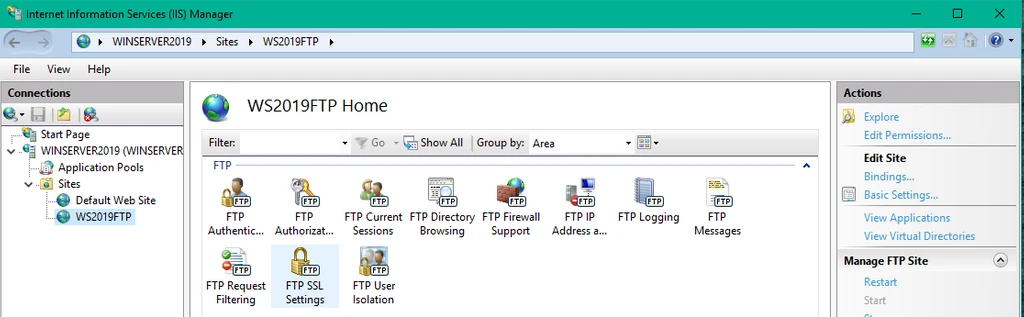 Internet Information Services (IIS) Manager
WINSERVER2019 Sites WS2019FTP
File View Help
Connections
Start Page
WINSERVER2019 (WINSERVER
Application Pools
Sites
Default Web Site
WS2019FTP
WS2019FTP Home
Filter: Go Show All Group by: Area
FTP
FTP Authentic...
FTP Authorizat...
FTP Current Sessions
FTP Directory Browsing
FTP Firewall Support
FTP IP Address a...
FTP Logging
FTP Messages
FTP Request Filtering
FTP SSL Settings
FTP User Isolation
Actions
Explore
Edit Permissions...
Edit Site
Bindings...
Basic Settings...
View Applications
View Virtual Directories
Manage FTP Site
Restart
Start